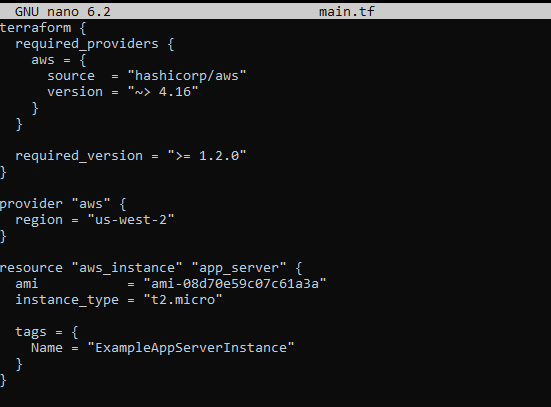 GNU nano 6.2 main.tf
terraform {
  required_providers {
    aws = {
      source  = "hashicorp/aws"
      version = "~> 4.16"
    }
  }

  required_version = ">= 1.2.0"
}

provider "aws" {
  region = "us-west-2"
}

resource "aws_instance" "app_server" {
  ami           = "ami-08d70e59c07c61a3a"
  instance_type = "t2.micro"

  tags = {
    Name = "ExampleAppServerInstance"
  }
}